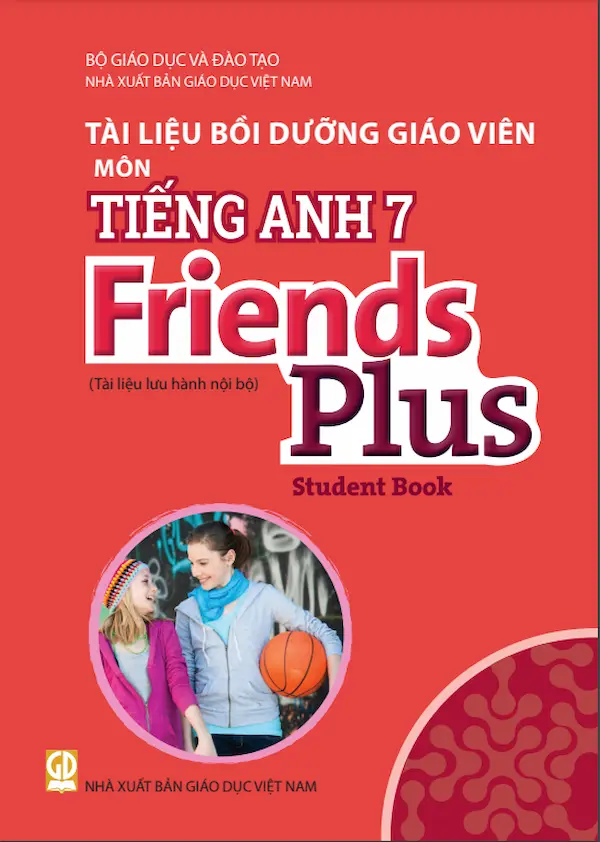 BỘ GIÁO DỤC VÀ ĐÀO TẠO
NHÀ XUẤT BẢN GIÁO DỤC VIỆT NAM
TÀI LIỆU BỒI DƯỠNG GIÁO VIÊN
MÔN
TIẾNG ANH 7
Friends
(Tài liệu lưu hành nội bộ)
Plus
Student Book
GD
NHÀ XUẤT BẢN GIÁO DỤC VIỆT NAM